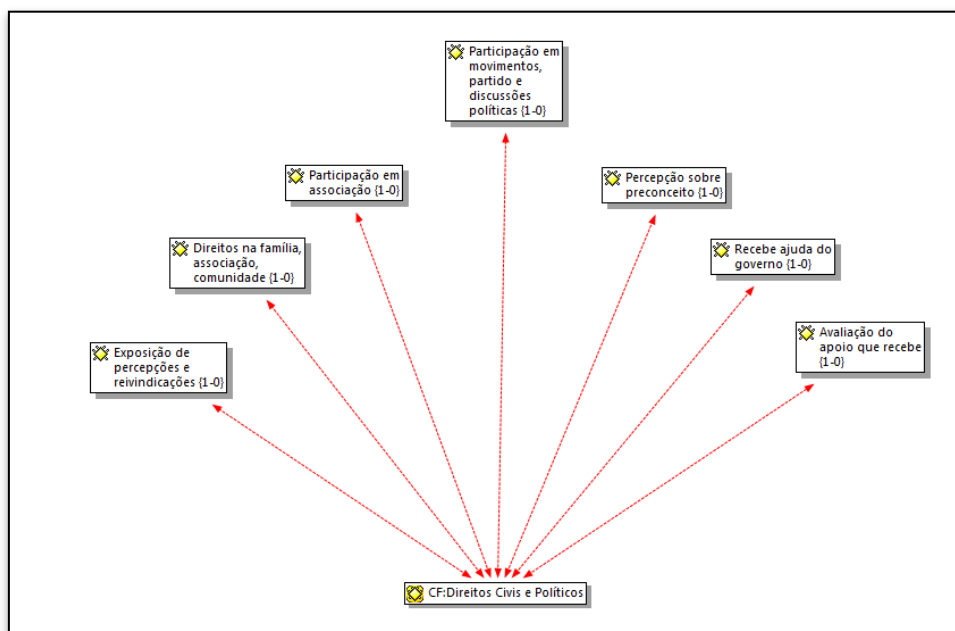 Participação em
movimentos,
partido e
discussões
políticas {1-0}
Participação em
associação {1-0}
Percepção sobre
preconceito {1-0}
Direitos na família,
associação,
comunidade {1-0}
Recebe ajuda do
governo {1-0}
Avaliação do
apoio que recebe
{1-0}
Exposição de
percepções e
reivindicações {1-0}
CF:Direitos Civis e Políticos